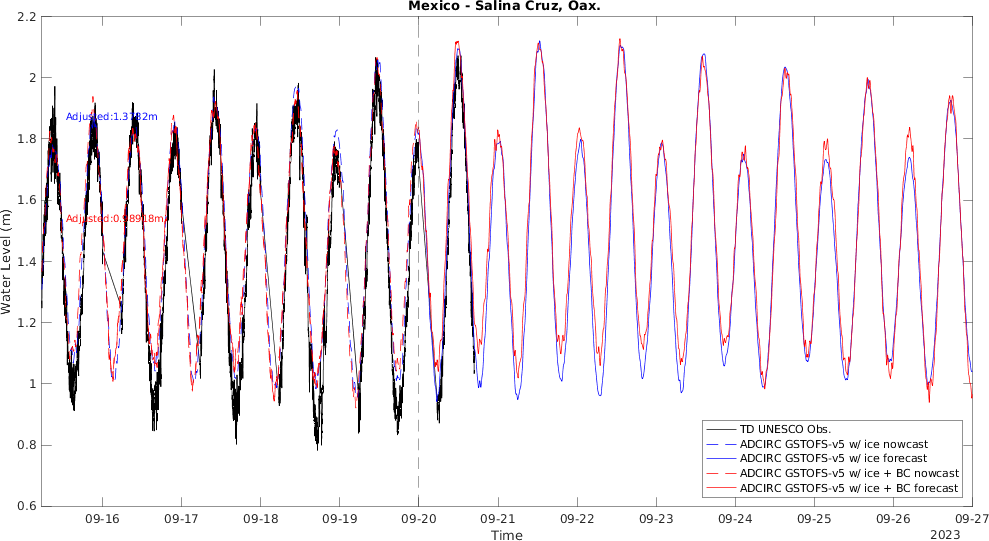 Mexico - Salina Cruz, Oax.
2.2
2
1.8
1.6
1.4
1.2
1
0.8
0.6
Water Level (m)
Adjusted:1.3732m
Adjusted:0.98918m
TD UNESCO Obs.
ADCIRC GSTOFS-v5 w/ ice nowcast
ADCIRC GSTOFS-v5 w/ ice forecast
ADCIRC GSTOFS-v5 w/ ice + BC nowcast
ADCIRC GSTOFS-v5 w/ ice + BC forecast
09-16 09-17 09-18 09-19 09-20 09-21 09-22 09-23 09-24 09-25 09-26 09-27
Time
2023